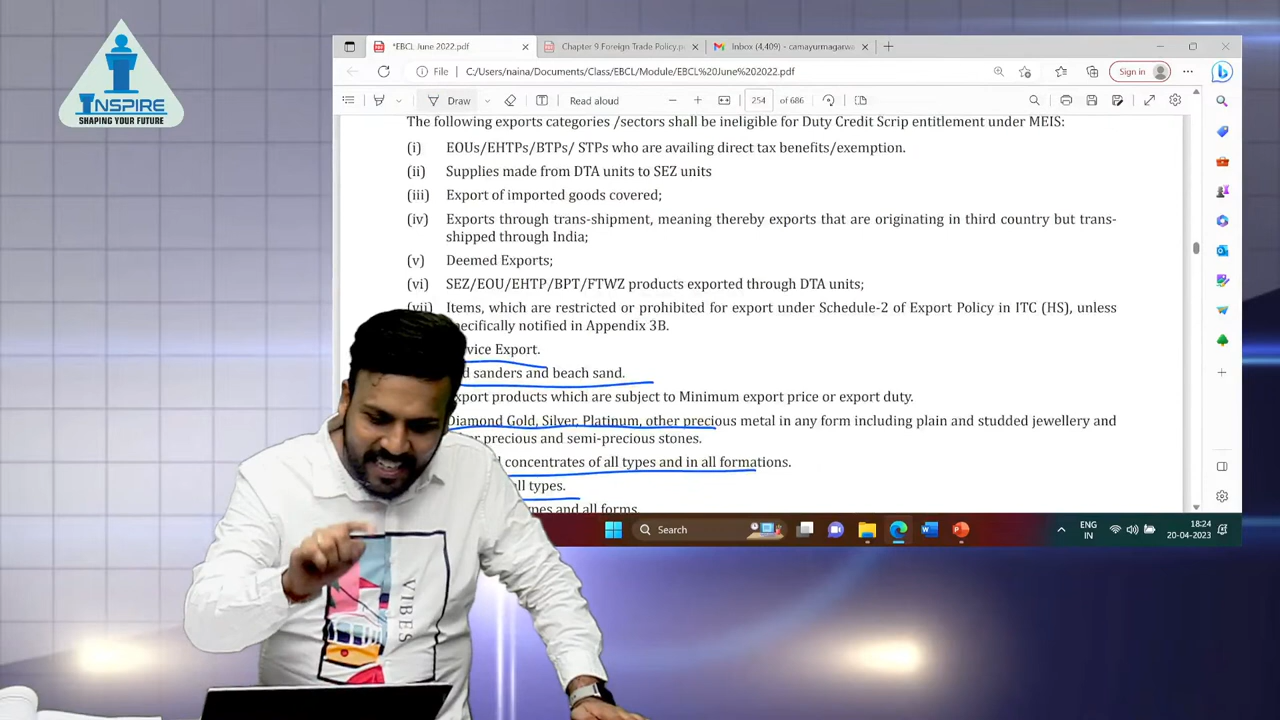 INSPIRE
SHAPING YOUR FUTURE
*EBCL June 2022.pdf
Chapter 9 Foreign Trade Policy.p
Inbox (4,409) - camayurmagarwa
File
C:/Users/naina/Documents/Class/EBCL/Module/EBCL%20June%202022.pdf
Sign in
Draw
Read aloud
254
of 686
The following exports categories /sectors shall be ineligible for Duty Credit Scrip entitlement under MEIS:
(i) EOUs/EHTPs/BTPs/ STPs who are availing direct tax benefits/exemption.
(ii) Supplies made from DTA units to SEZ units
(iii) Export of imported goods covered;
(iv) Exports through trans-shipment, meaning thereby exports that are originating in third country but trans-
shipped through India;
(v) Deemed Exports;
(vi) SEZ/EOU/EHTP/BPT/FTWZ products exported through DTA units;
(vii) Items, which are restricted or prohibited for export under Schedule-2 of Export Policy in ITC (HS), unless
specifically notified in Appendix 3B.
vice Export.
sanders and beach sand.
export products which are subject to Minimum export price or export duty.
Diamond Gold, Silver, Platinum, other precious metal in any form including plain and studded jewellery and
precious and semi-precious stones.
concentrates of all types and in all formations.
all types.
and all forms.
Search
ENG
IN
18:24
20-04-2023
VIBES